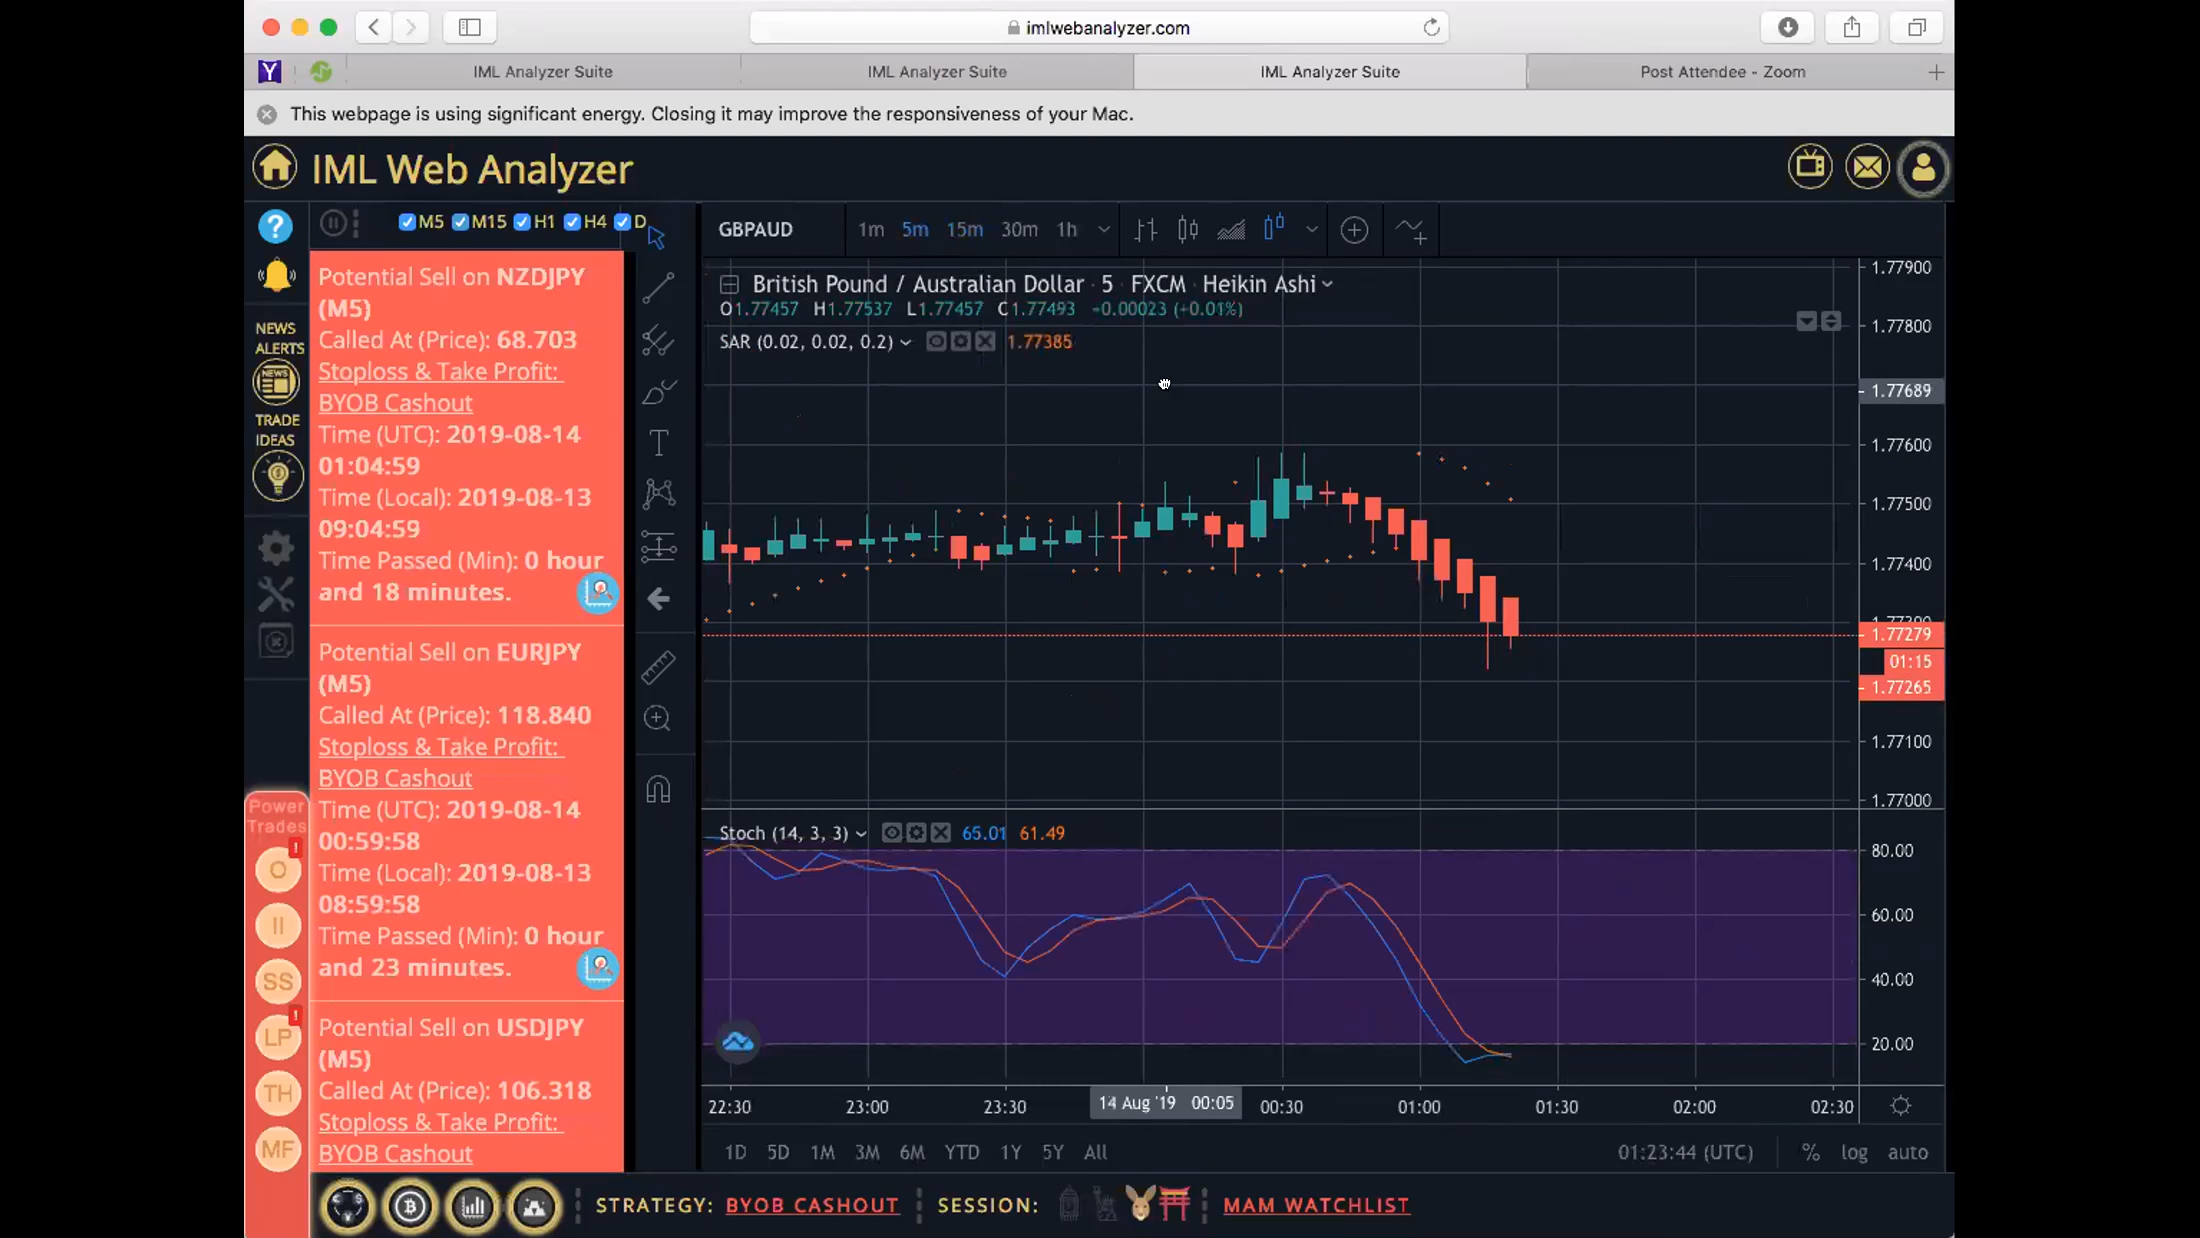 imlwebanalyzer.com
IML Analyzer Suite
IML Analyzer Suite
IML Analyzer Suite
Post Attendee - Zoom
This webpage is using significant energy. Closing it may improve the responsiveness of your Mac.
IML Web Analyzer
M5 M15 H1 H4 D
NEWS
ALERTS
NEWS
TRADE
IDEAS
Power
Trades
O
II
SS
LP
TH
MF
Potential Sell on NZDJPY
(M5)
Called At (Price): 68.703
Stoploss & Take Profit:
BYOB Cashout
Time (UTC): 2019-08-14
01:04:59
Time (Local): 2019-08-13
09:04:59
Time Passed (Min): 0 hour
and 18 minutes.
Potential Sell on EURJPY
(M5)
Called At (Price): 118.840
Stoploss & Take Profit:
BYOB Cashout
Time (UTC): 2019-08-14
00:59:58
Time (Local): 2019-08-13
08:59:58
Time Passed (Min): 0 hour
and 23 minutes.
Potential Sell on USDJPY
(M5)
Called At (Price): 106.318
Stoploss & Take Profit:
BYOB Cashout
GBPAUD 1m 5m 15m 30m 1h
British Pound / Australian Dollar · 5 · FXCM · Heikin Ashi
O1.77457 H1.77537 L1.77457 C1.77493 +0.00023 (+0.01%)
SAR (0.02, 0.02, 0.2) 1.77385
1.77900
1.77800
1.77689
1.77600
1.77500
1.77400
1.77279
01:15
1.77265
1.77100
1.77000
Stoch (14, 3, 3) 65.01 61.49
80.00
60.00
40.00
20.00
22:30 23:00 23:30 14 Aug '19 00:05 00:30 01:00 01:30 02:00 02:30
1D 5D 1M 3M 6M YTD 1Y 5Y All 01:23:44 (UTC) % log auto
STRATEGY: BYOB CASHOUT SESSION: MAM WATCHLIST